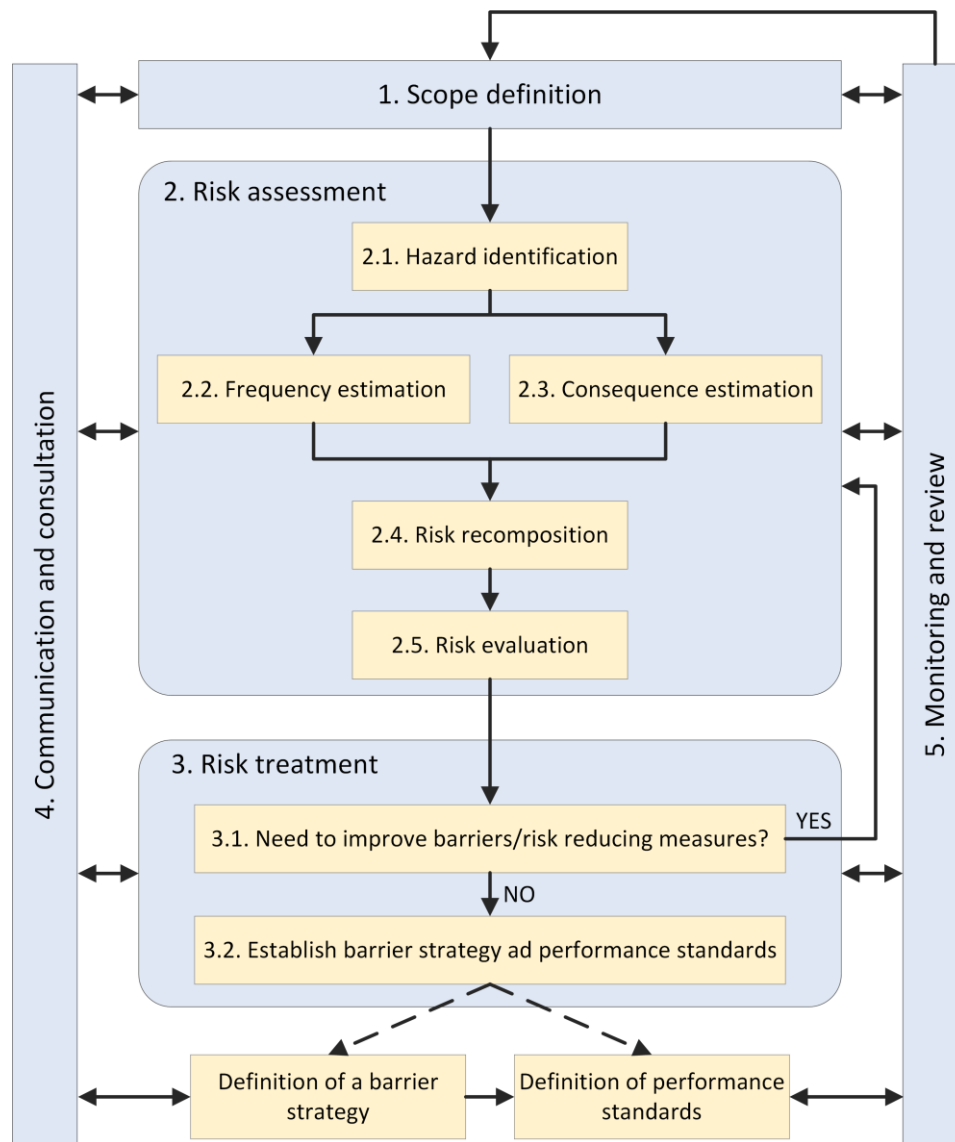 1. Scope definition
2. Risk assessment
2.1. Hazard identification
2.2. Frequency estimation
2.3. Consequence estimation
2.4. Risk recomposition
2.5. Risk evaluation
3. Risk treatment
3.1. Need to improve barriers/risk reducing measures?
YES
NO
3.2. Establish barrier strategy ad performance standards
Definition of a barrier
strategy
Definition of performance
standards
4. Communication and consultation
5. Monitoring and review